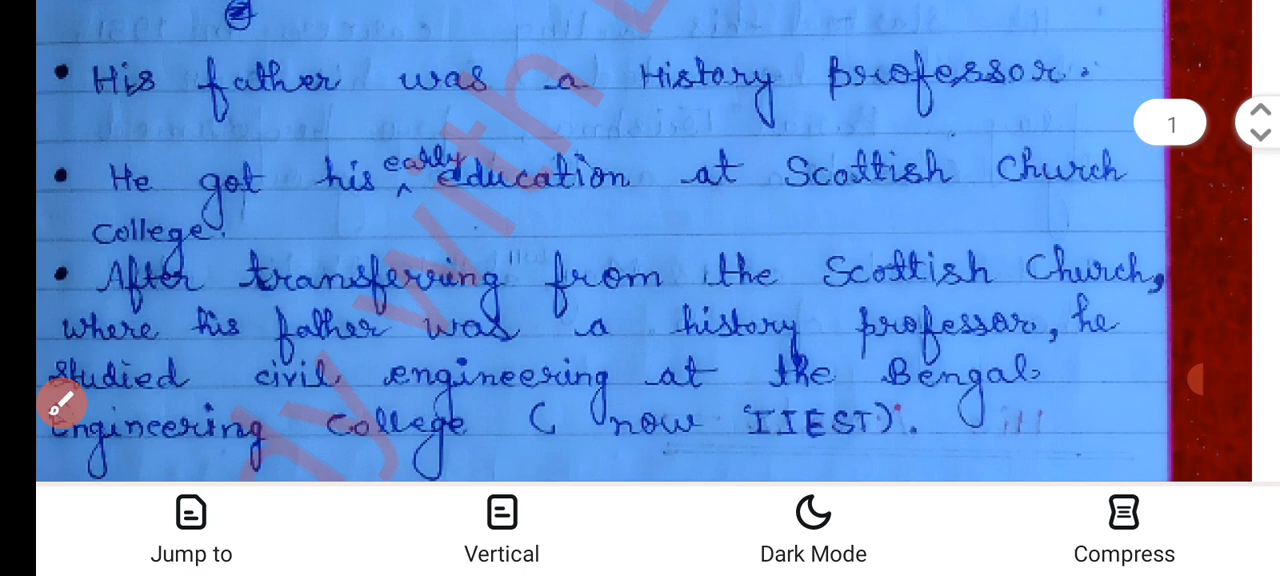 • His father was a History professor.
• He got his early education at Scottish Church
College.
• After transferring from the Scottish Church,
where his father was a history professor, he
studied civil engineering at the Bengal
Engineering College ( now IIEST).
dy with
1
Jump to
Vertical
Dark Mode
Compress